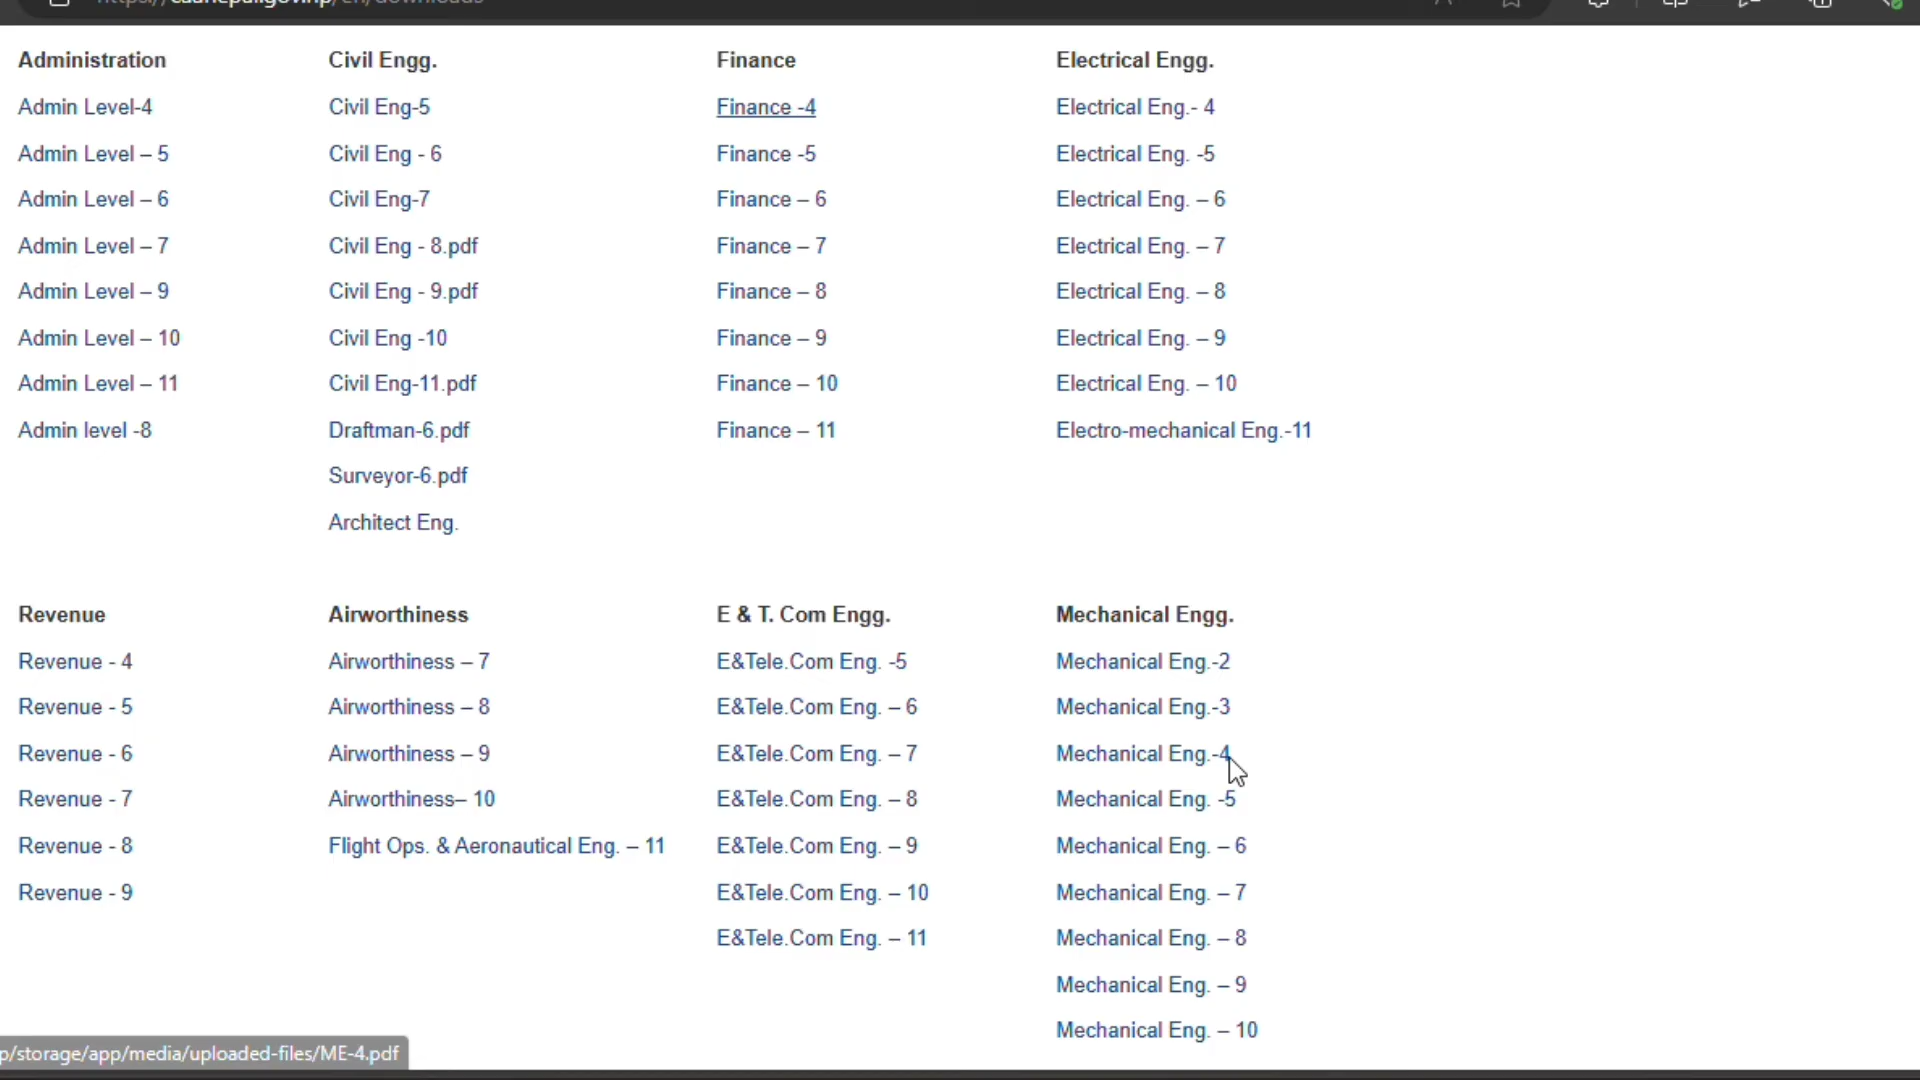 Administration
Admin Level-4
Admin Level – 5
Admin Level – 6
Admin Level – 7
Admin Level – 9
Admin Level – 10
Admin Level – 11
Admin level -8
Civil Engg.
Civil Eng-5
Civil Eng - 6
Civil Eng-7
Civil Eng - 8.pdf
Civil Eng - 9.pdf
Civil Eng -10
Civil Eng-11.pdf
Draftman-6.pdf
Surveyor-6.pdf
Architect Eng.
Finance
Finance -4
Finance -5
Finance – 6
Finance – 7
Finance – 8
Finance – 9
Finance – 10
Finance – 11
Electrical Engg.
Electrical Eng.- 4
Electrical Eng. -5
Electrical Eng. – 6
Electrical Eng. – 7
Electrical Eng. – 8
Electrical Eng. – 9
Electrical Eng. – 10
Electro-mechanical Eng.-11
Revenue
Revenue - 4
Revenue - 5
Revenue - 6
Revenue - 7
Revenue - 8
Revenue - 9
Airworthiness
Airworthiness – 7
Airworthiness – 8
Airworthiness – 9
Airworthiness– 10
Flight Ops. & Aeronautical Eng. – 11
E & T. Com Engg.
E&Tele.Com Eng. -5
E&Tele.Com Eng. – 6
E&Tele.Com Eng. – 7
E&Tele.Com Eng. – 8
E&Tele.Com Eng. – 9
E&Tele.Com Eng. – 10
E&Tele.Com Eng. – 11
Mechanical Engg.
Mechanical Eng.-2
Mechanical Eng.-3
Mechanical Eng.-4
Mechanical Eng. -5
Mechanical Eng. – 6
Mechanical Eng. – 7
Mechanical Eng. – 8
Mechanical Eng. – 9
Mechanical Eng. – 10
p/storage/app/media/uploaded-files/ME-4.pdf